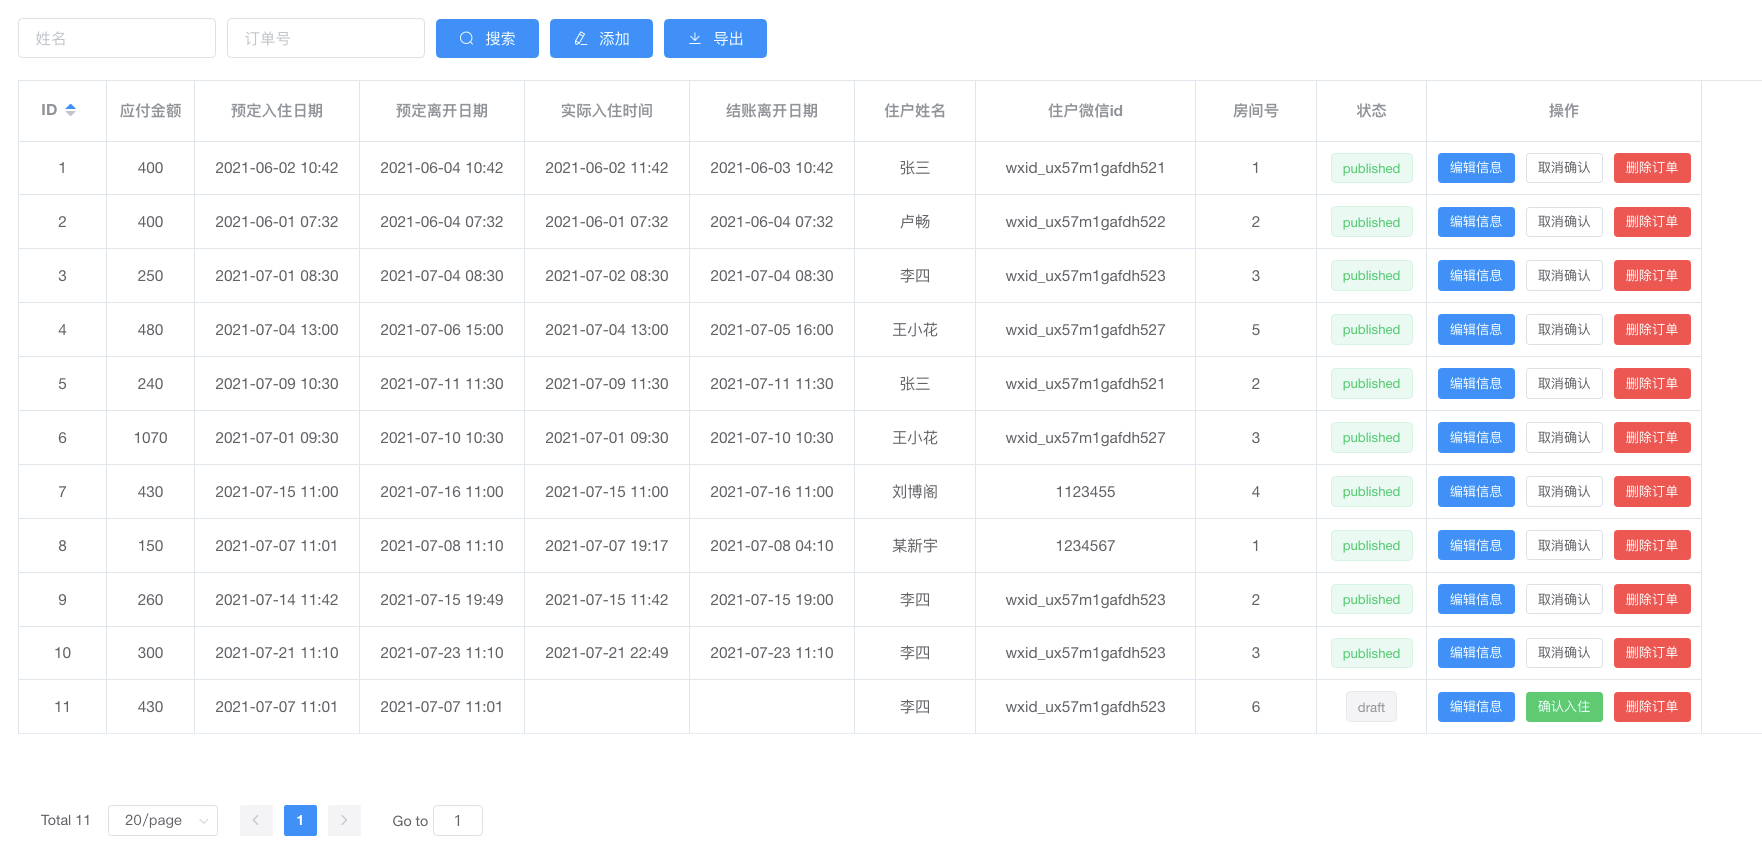 姓名 订单号 搜索 添加 导出
ID 应付金额 预定入住日期 预定离开日期 实际入住时间 结账离开日期 住户姓名 住户微信id 房间号 状态 操作
1 400 2021-06-02 10:42 2021-06-04 10:42 2021-06-02 11:42 2021-06-03 10:42 张三 wxid_ux57m1gafdh521 1 published 编辑信息 取消确认 删除订单
2 400 2021-06-01 07:32 2021-06-04 07:32 2021-06-01 07:32 2021-06-04 07:32 卢畅 wxid_ux57m1gafdh522 2 published 编辑信息 取消确认 删除订单
3 250 2021-07-01 08:30 2021-07-04 08:30 2021-07-02 08:30 2021-07-04 08:30 李四 wxid_ux57m1gafdh523 3 published 编辑信息 取消确认 删除订单
4 480 2021-07-04 13:00 2021-07-06 15:00 2021-07-04 13:00 2021-07-05 16:00 王小花 wxid_ux57m1gafdh527 5 published 编辑信息 取消确认 删除订单
5 240 2021-07-09 10:30 2021-07-11 11:30 2021-07-09 11:30 2021-07-11 11:30 张三 wxid_ux57m1gafdh521 2 published 编辑信息 取消确认 删除订单
6 1070 2021-07-01 09:30 2021-07-10 10:30 2021-07-01 09:30 2021-07-10 10:30 王小花 wxid_ux57m1gafdh527 3 published 编辑信息 取消确认 删除订单
7 430 2021-07-15 11:00 2021-07-16 11:00 2021-07-15 11:00 2021-07-16 11:00 刘博阁 1123455 4 published 编辑信息 取消确认 删除订单
8 150 2021-07-07 11:01 2021-07-08 11:10 2021-07-07 19:17 2021-07-08 04:10 某新宇 1234567 1 published 编辑信息 取消确认 删除订单
9 260 2021-07-14 11:42 2021-07-15 19:49 2021-07-15 11:42 2021-07-15 19:00 李四 wxid_ux57m1gafdh523 2 published 编辑信息 取消确认 删除订单
10 300 2021-07-21 11:10 2021-07-23 11:10 2021-07-21 22:49 2021-07-23 11:10 李四 wxid_ux57m1gafdh523 3 published 编辑信息 取消确认 删除订单
11 430 2021-07-07 11:01 2021-07-07 11:01 李四 wxid_ux57m1gafdh523 6 draft 编辑信息 确认入住 删除订单
Total 11 20/page 1 Go to 1